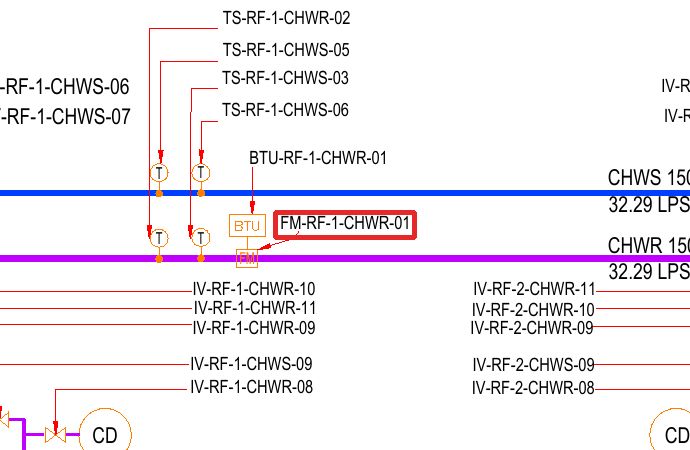 TS-RF-1-CHWR-02
TS-RF-1-CHWS-05
TS-RF-1-CHWS-03
TS-RF-1-CHWS-06
-RF-1-CHWS-06
-RF-1-CHWS-07
IV-R
IV-R
T
T
BTU-RF-1-CHWR-01
CHWS 150
32.29 LPS
BTU
FM-RF-1-CHWR-01
T
T
FM
CHWR 150
32.29 LPS
IV-RF-1-CHWR-10
IV-RF-1-CHWR-11
IV-RF-1-CHWR-09
IV-RF-2-CHWR-11
IV-RF-2-CHWR-10
IV-RF-2-CHWR-09
IV-RF-1-CHWS-09
IV-RF-1-CHWR-08
IV-RF-2-CHWS-09
IV-RF-2-CHWR-08
CD
CD